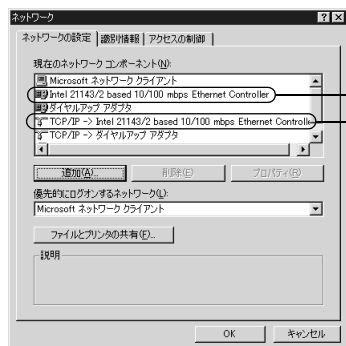 ネットワーク
ネットワークの設定 識別情報 アクセスの制御
現在のネットワーク コンポーネント(N):
Microsoft ネットワーク クライアント
Intel 21143/2 based 10/100 mbps Ethernet Controller
ダイヤルアップ アダプタ
TCP/IP -> Intel 21143/2 based 10/100 mbps Ethernet Controlle
TCP/IP -> ダイヤルアップ アダプタ
追加(A)... 削除(E) プロパティ(R)
優先的にログオンするネットワーク(L):
Microsoft ネットワーク クライアント
ファイルとプリンタの共有(F)...
説明
OK キャンセル